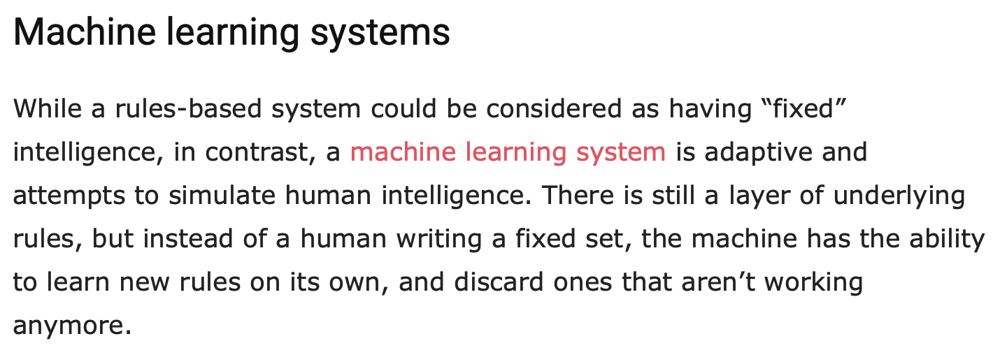 Machine learning systems
While a rules-based system could be considered as having “fixed”
intelligence, in contrast, a machine learning system is adaptive and
attempts to simulate human intelligence. There is still a layer of underlying
rules, but instead of a human writing a fixed set, the machine has the ability
to learn new rules on its own, and discard ones that aren’t working
anymore.